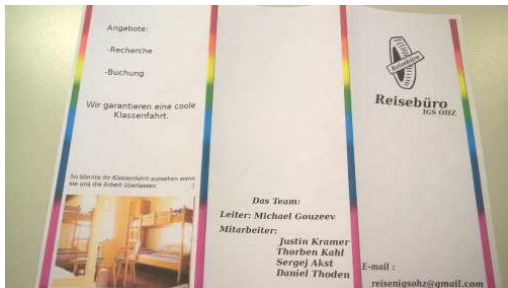 Angebote:
-Recherche
-Buchung
Wir garantieren eine coole
Klassenfahrt.
So könnte ihr Klassenfahrt aussehen wenn
sie uns die Arbeit überlassen :)
Das Team:
Leiter: Michael Gouzeev
Mitarbeiter:
Justin Kramer
Thorben Kahl
Sergej Akst
Daniel Thoden
Reisebüro
Reisebüro
IGS OHZ
E-mail :
reisenigsohz@gmail.com